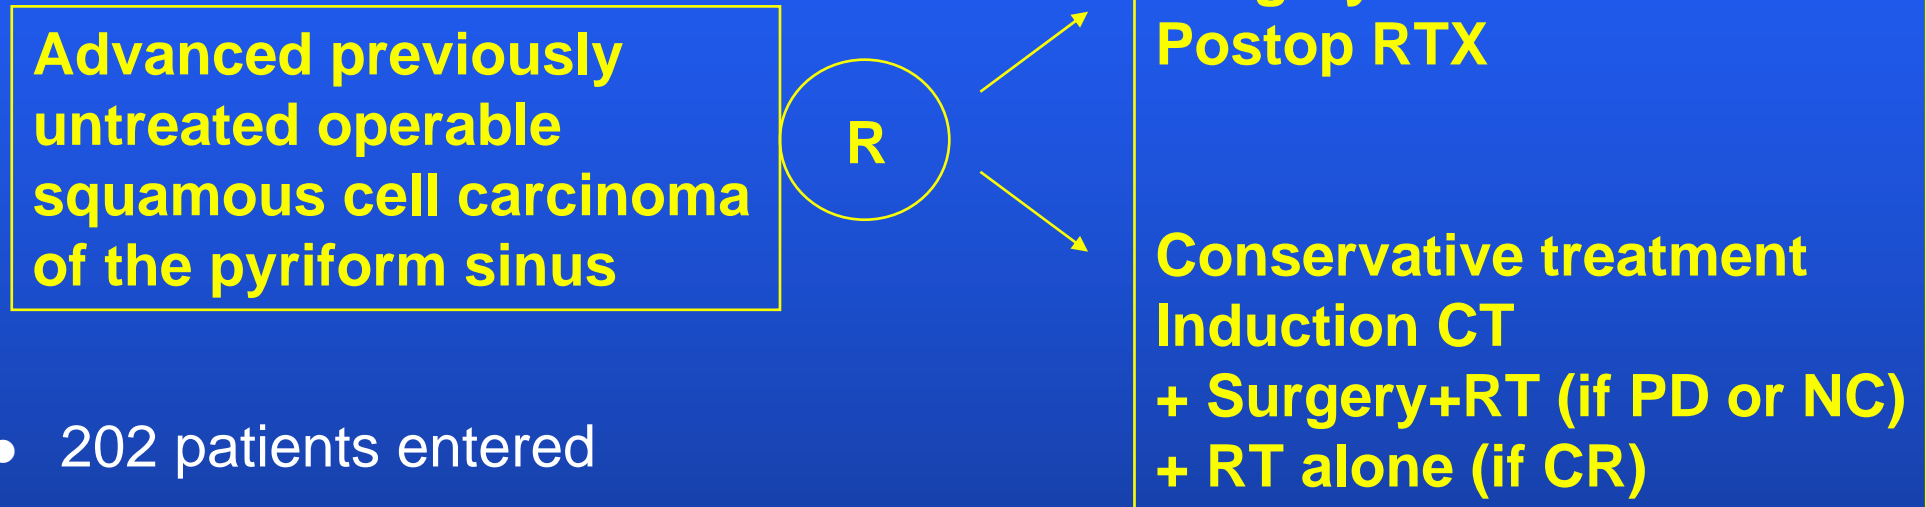 Advanced previously
untreated operable
squamous cell carcinoma
of the pyriform sinus
R
Postop RTX
Conservative treatment
Induction CT
+ Surgery+RT (if PD or NC)
+ RT alone (if CR)
• 202 patients entered